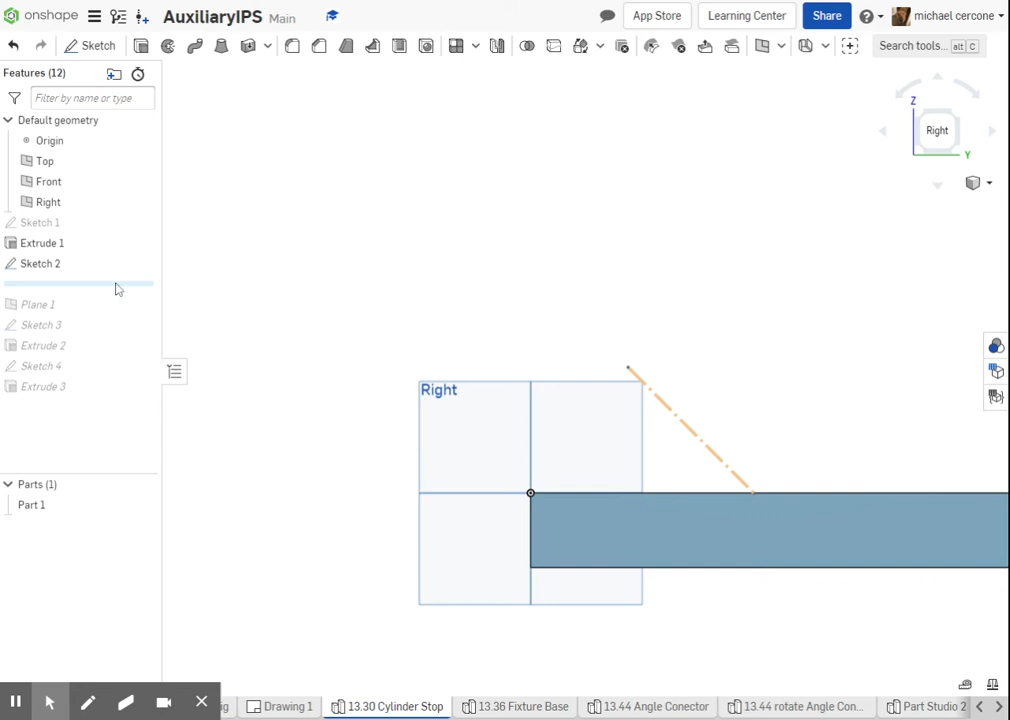 onshape AuxiliaryIPS Main App Store Learning Center Share michael cercone
Sketch Search tools... alt C
Features (12)
Filter by name or type
Default geometry
Origin
Top
Front
Right
Sketch 1
Extrude 1
Sketch 2
Plane 1
Sketch 3
Extrude 2
Sketch 4
Extrude 3
Parts (1)
Part 1
Z
Right
Y
Right
ig Drawing 1 13.30 Cylinder Stop 13.36 Fixture Base 13.44 Angle Conector 13.44 rotate Angle Con... Part Studio 2